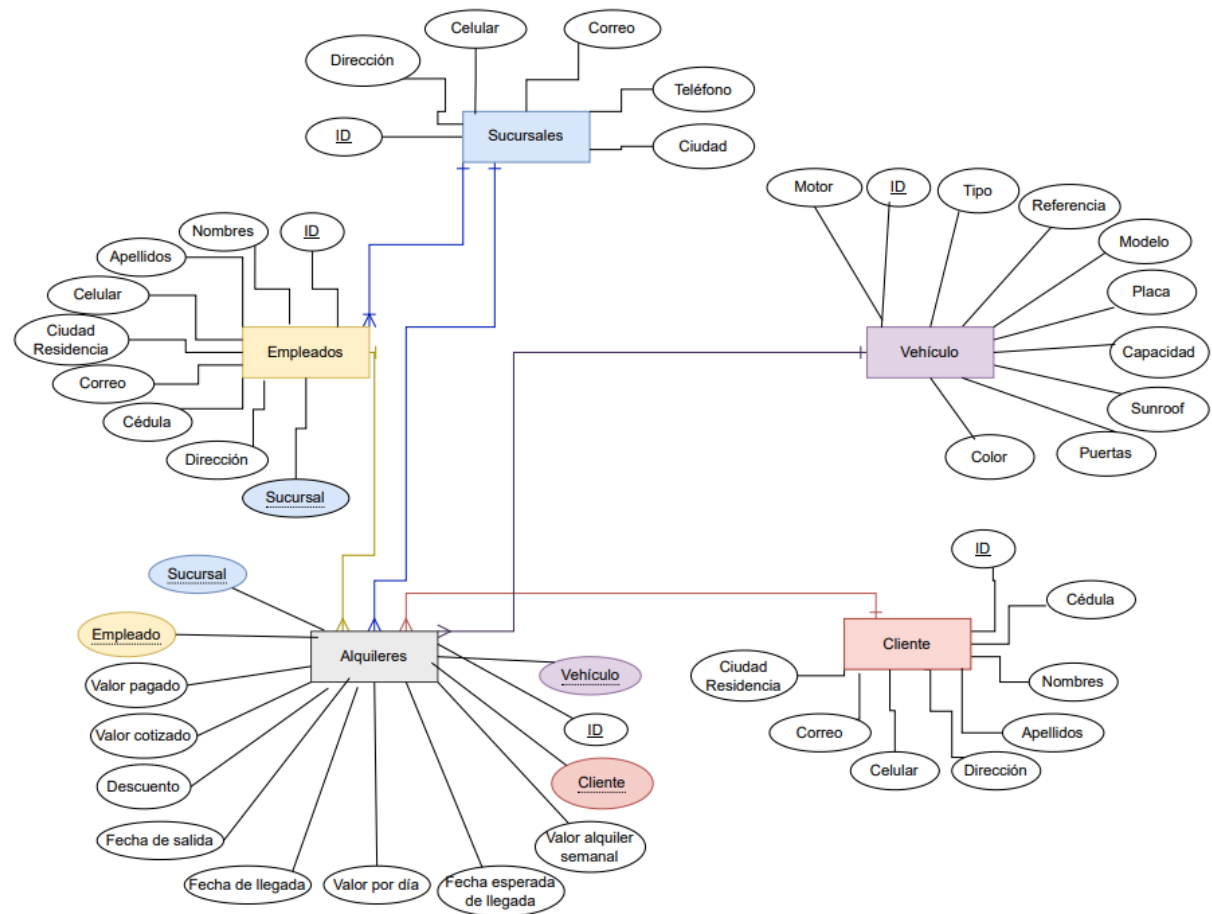 Celular
Correo
Dirección
Teléfono
ID
Sucursales
Ciudad
Motor
ID
Tipo
Referencia
Modelo
Placa
Vehículo
Capacidad
Sunroof
Puertas
Color
Nombres
ID
Apellidos
Celular
Ciudad
Residencia
Empleados
Correo
Cédula
Dirección
Sucursal
Sucursal
Empleado
Alquileres
Valor pagado
Vehículo
Valor cotizado
ID
Descuento
Cliente
Fecha de salida
Valor alquiler
semanal
Fecha de llegada
Valor por día
Fecha esperada
de llegada
ID
Cédula
Cliente
Ciudad
Residencia
Nombres
Correo
Apellidos
Celular
Dirección